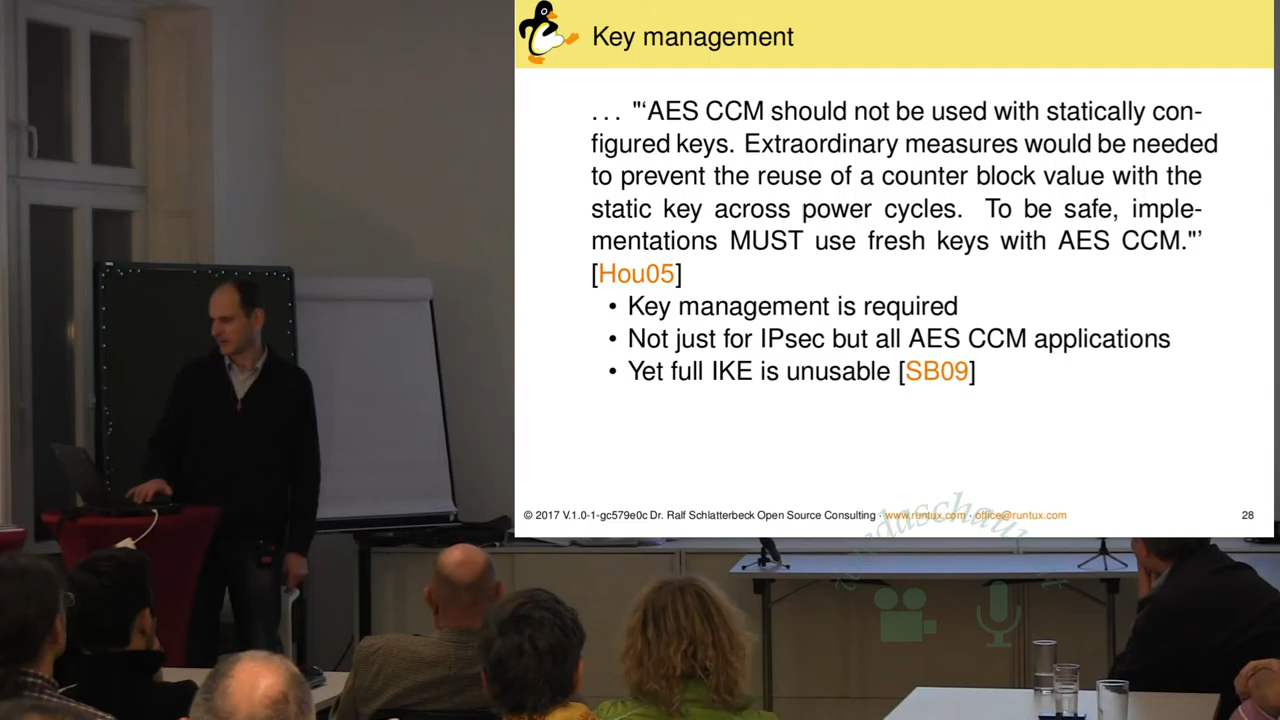 Key management
. . . "‘AES CCM should not be used with statically con-
figured keys. Extraordinary measures would be needed
to prevent the reuse of a counter block value with the
static key across power cycles. To be safe, imple-
mentations MUST use fresh keys with AES CCM."’
[Hou05]
• Key management is required
• Not just for IPsec but all AES CCM applications
• Yet full IKE is unusable [SB09]
© 2017 V.1.0-1-gc579e0c Dr. Ralf Schlatterbeck Open Source Consulting · www.runtux.com · office@runtux.com
28